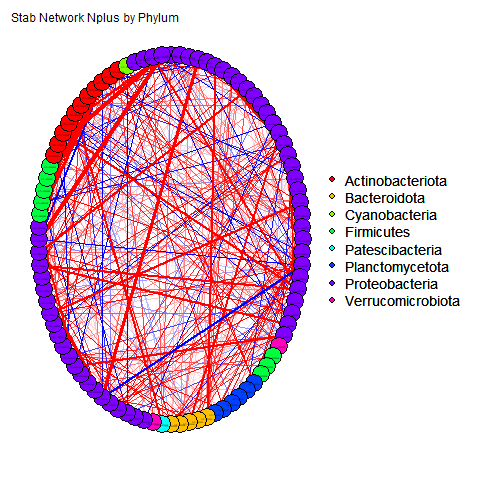 Stab Network Nplus by Phylum
Actinobacteriota
Bacteroidota
Cyanobacteria
Firmicutes
Patescibacteria
Planctomycetota
Proteobacteria
Verrucomicrobiota